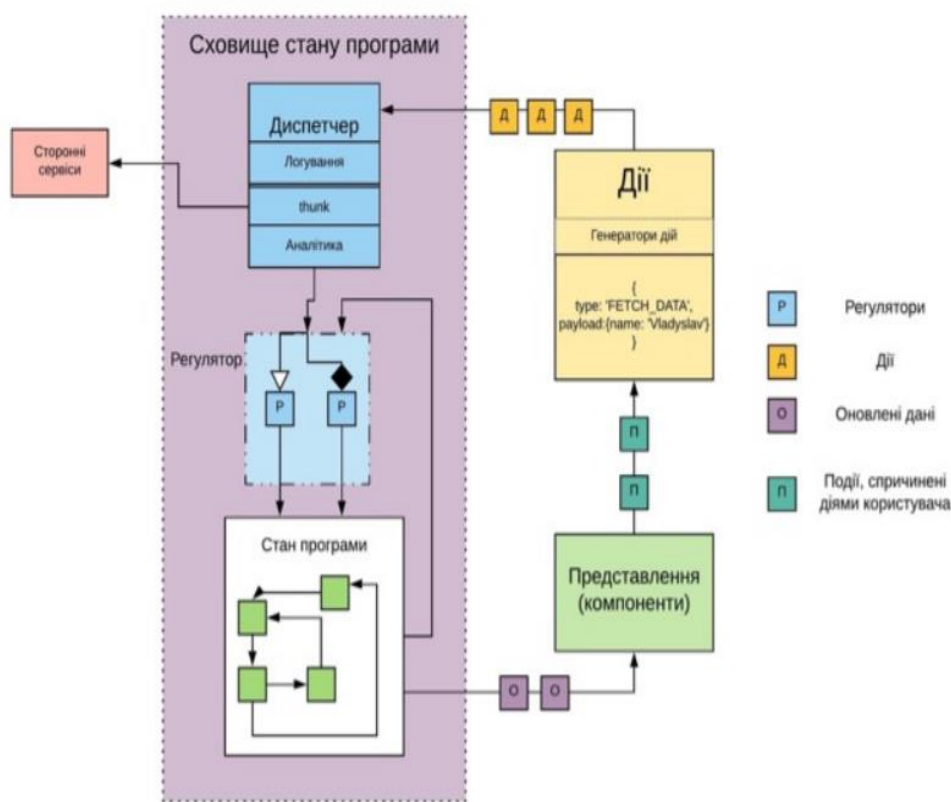 Сховище стану програми
Диспетчер
Логування
thunk
Аналітика
Сторонні
сервіси
Д Д Д
Дії
Генератори дій
{
type: 'FETCH_DATA',
payload:{name: 'Vladyslav'}
}
Регулятор
Р Р
Стан програми
П
П
Представлення
(компоненти)
О О
Р Регулятори
Д Дії
О Оновлені дані
П Події, спричинені
діями користувача